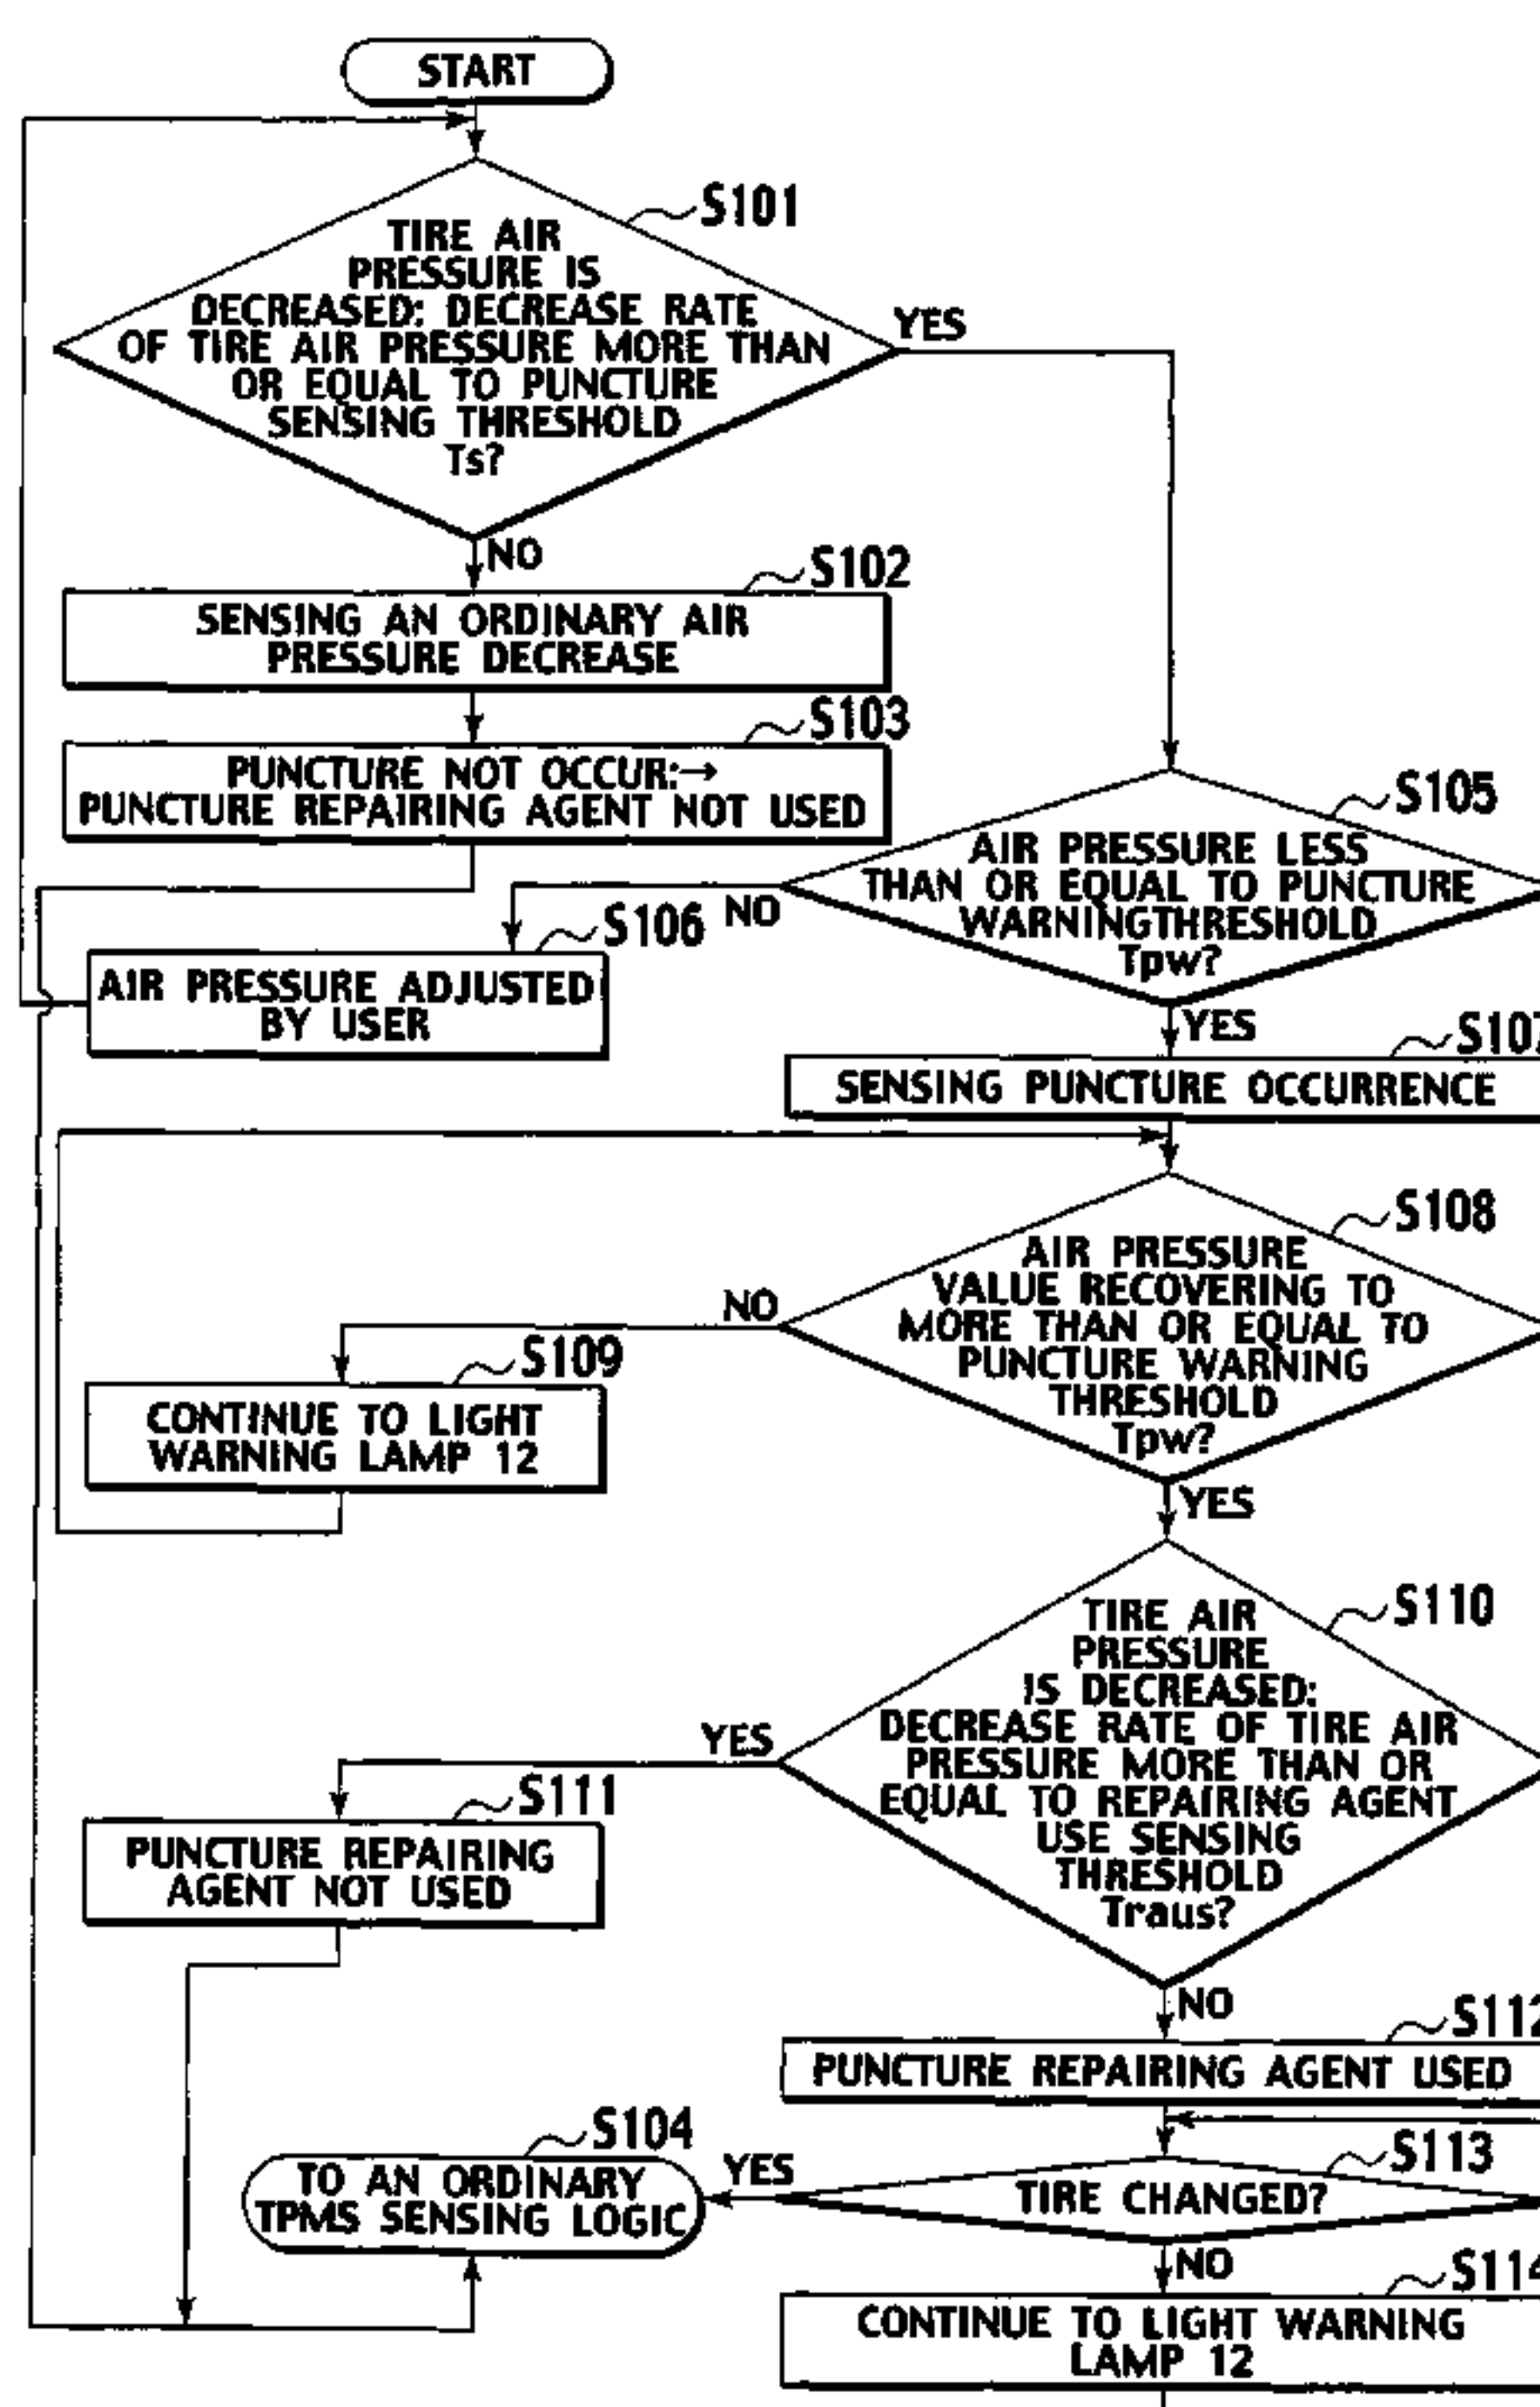 START
S101
TIRE AIR
PRESSURE IS
DECREASED: DECREASE RATE
OF TIRE AIR PRESSURE MORE THAN
OR EQUAL TO PUNCTURE
SENSING THRESHOLD
Ts?
YES
NO
S102
SENSING AN ORDINARY AIR
PRESSURE DECREASE
S103
PUNCTURE NOT OCCUR:→
PUNCTURE REPAIRING AGENT NOT USED
S105
AIR PRESSURE LESS
THAN OR EQUAL TO PUNCTURE
WARNINGTHRESHOLD
Tpw?
NO
S106
AIR PRESSURE ADJUSTED
BY USER
YES
S107
SENSING PUNCTURE OCCURRENCE
S108
AIR PRESSURE
VALUE RECOVERING TO
MORE THAN OR EQUAL TO
PUNCTURE WARNING
THRESHOLD
Tpw?
NO
S109
CONTINUE TO LIGHT
WARNING LAMP 12
YES
S110
TIRE AIR
PRESSURE
IS DECREASED:
DECREASE RATE OF TIRE AIR
PRESSURE MORE THAN OR
EQUAL TO REPAIRING AGENT
USE SENSING
THRESHOLD
Traus?
YES
S111
PUNCTURE REPAIRING
AGENT NOT USED
NO
S112
PUNCTURE REPAIRING AGENT USED
S104
TO AN ORDINARY
TPMS SENSING LOGIC
YES
S113
TIRE CHANGED?
NO
S114
CONTINUE TO LIGHT WARNING
LAMP 12